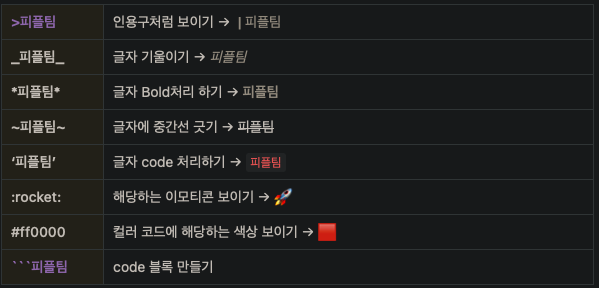 >피플팀 인용구처럼 보이기 → | 피플팀
_피플팀_ 글자 기울이기 → 피플팀
*피플팀* 글자 Bold처리 하기 → 피플팀
~피플팀~ 글자에 중간선 긋기 → 피플팀
‘피플팀’ 글자 code 처리하기 → 피플팀
:rocket: 해당하는 이모티콘 보이기 → 🚀
#ff0000 컬러 코드에 해당하는 색상 보이기 → 🟥
```피플팀 code 블록 만들기